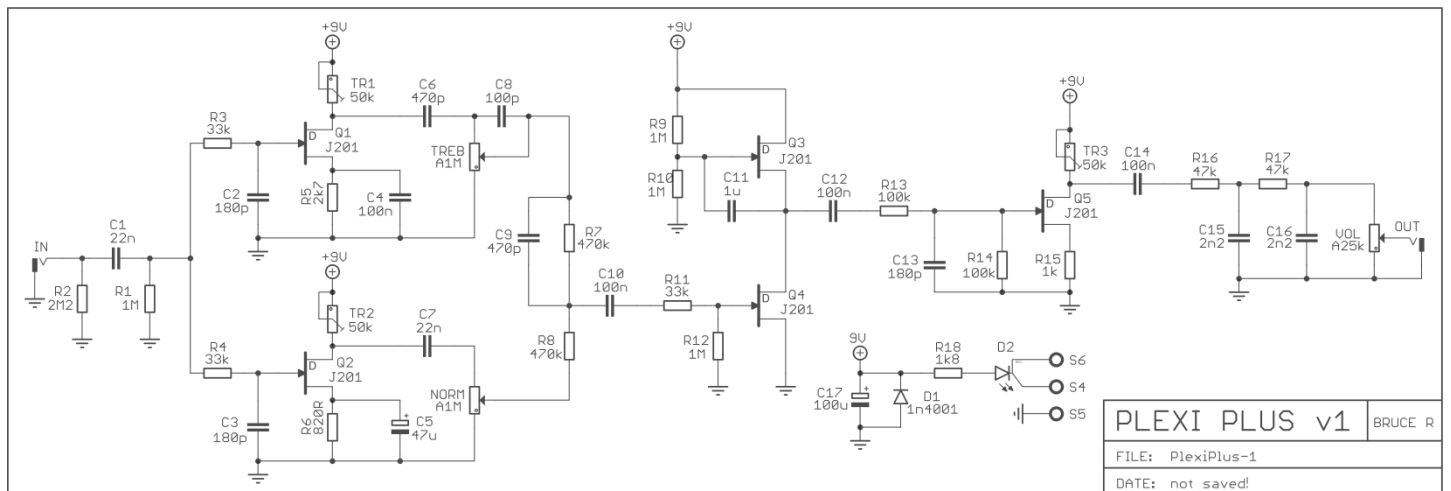 +9V
TR1
50k
C6
470p
C8
100p
R3
33k
D
Q1
J201
TREB
A1M
C2
180p
R5
2k7
C4
100n
C1
22n
IN
R2
2M2
R1
1M
+9V
TR2
50k
C7
22n
R4
33k
D
Q2
J201
NORM
A1M
C3
180p
R6
820R
C5
47u
C9
470p
R7
470k
C10
100n
R11
33k
R8
470k
R12
1M
+9V
R9
1M
D
Q3
J201
R10
1M
C11
1u
C12
100n
R13
100k
D
Q4
J201
C13
180p
R14
100k
+9V
TR3
50k
C14
100n
R16
47k
R17
47k
D
Q5
J201
R15
1k
C15
2n2
C16
2n2
VOL
A25k
OUT
9V
C17
100u
D1
1n4001
R18
1k8
D2
S6
S4
S5
PLEXI PLUS v1
BRUCE R
FILE: PlexiPlus-1
DATE: not saved!